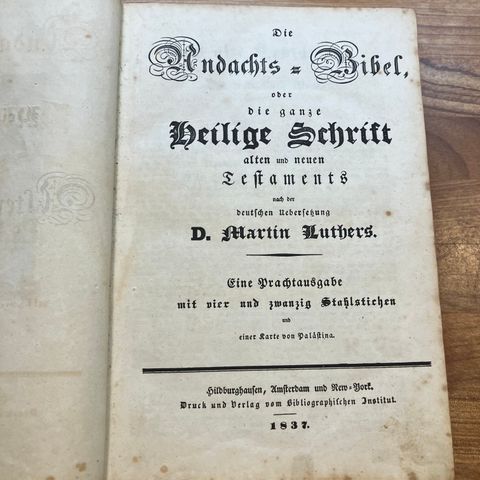 Die
Andachts = Bibel,
oder
die ganze
Heilige Schrift
alten und neuen
Testaments
nach der
deutschen Uebersetzung
D. Martin Luthers.
Eine Prachtausgabe
mit vier und zwanzig Stahlstichen
und
einer Karte von Palästina.
Hildburghausen, Amsterdam und New-York.
Druck und Verlag vom Bibliographischen Institut.
1837.